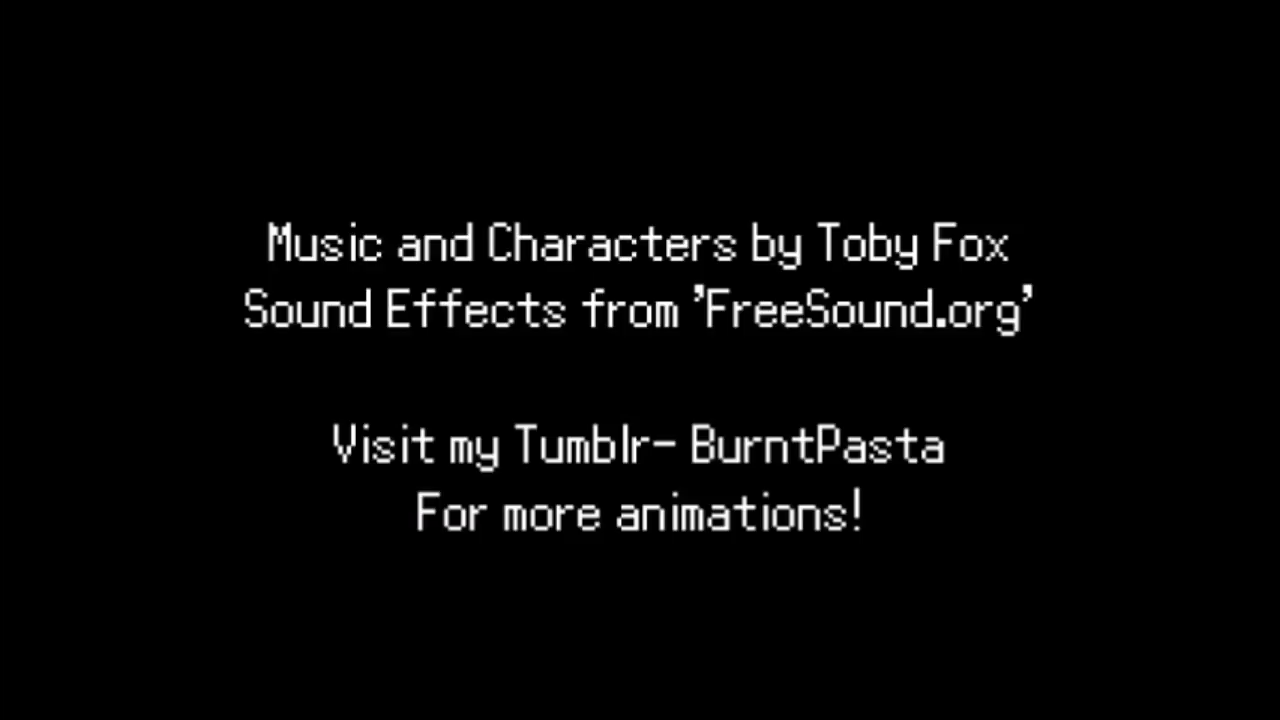 Music and Characters by Toby Fox
Sound Effects from 'FreeSound.org'
Visit my Tumblr- BurntPasta
For more animations!